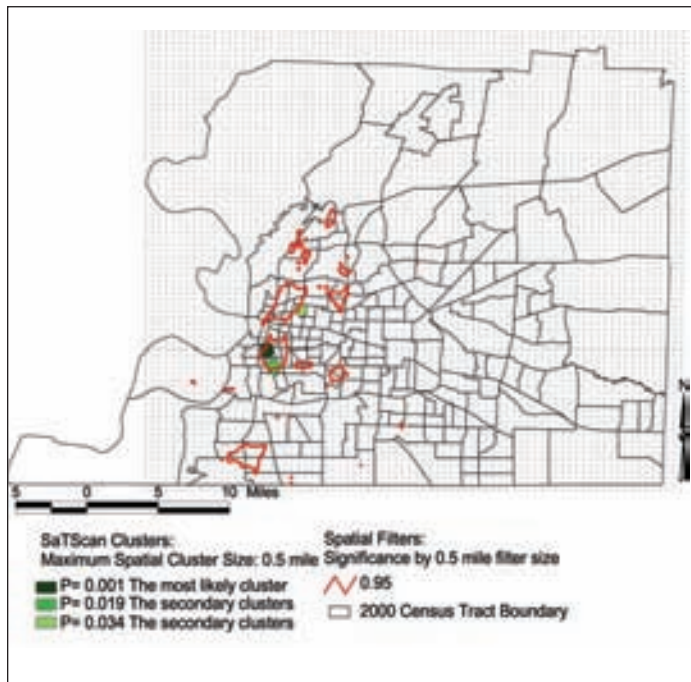 N
5 0 5 10 Miles
SaTScan Clusters:
Maximum Spatial Cluster Size: 0.5 mile
P= 0.001 The most likely cluster
P= 0.019 The secondary clusters
P= 0.034 The secondary clusters
Spatial Filters:
Significance by 0.5 mile filter size
0.95
2000 Census Tract Boundary